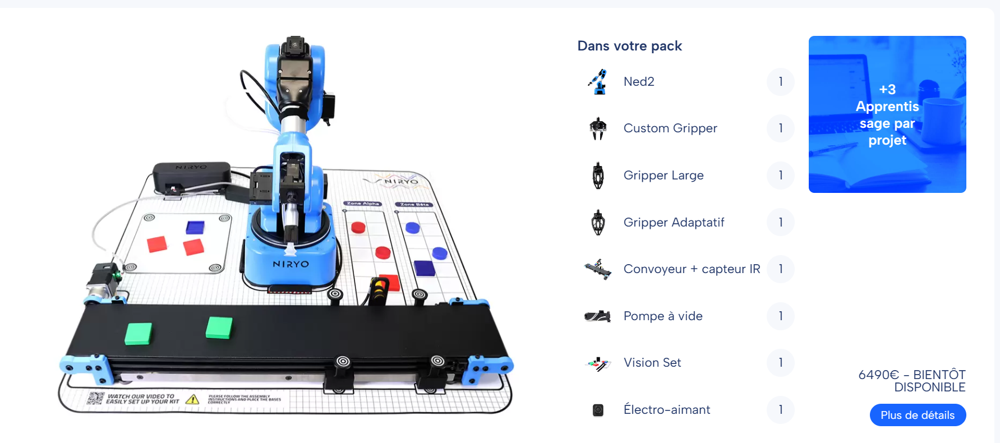 NIRYO
NIRYO
Zone Alpha
Zone Bêta
NIRYO
WATCH OUR VIDEO TO
EASILY SET UP YOUR KIT
PLEASE FOLLOW THE ASSEMBLY
INSTRUCTIONS AND PLACE THE BASES
CORRECTLY
Dans votre pack
Ned2 1
Custom Gripper 1
Gripper Large 1
Gripper Adaptatif 1
Convoyeur + capteur IR 1
Pompe à vide 1
Vision Set 1
Électro-aimant 1
+3
Apprentis
sage par
projet
6490€ - BIENTÔT
DISPONIBLE
Plus de détails